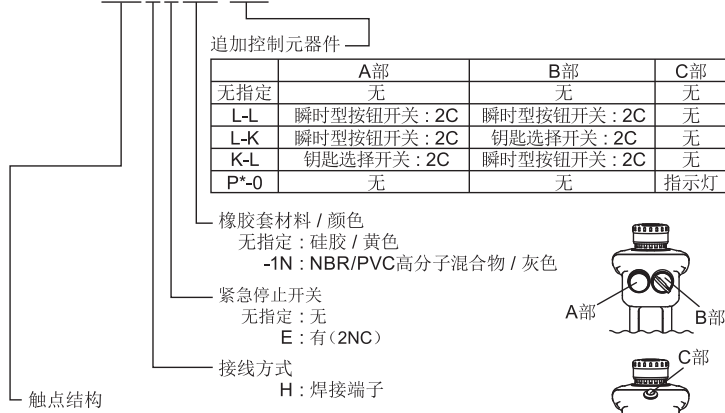 追加控制元器件
A部 B部 C部
无指定 无 无 无
L-L 瞬时型按钮开关：2C 瞬时型按钮开关：2C 无
L-K 瞬时型按钮开关：2C 钥匙选择开关：2C 无
K-L 钥匙选择开关：2C 瞬时型按钮开关：2C 无
P*-0 无 无 指示灯
橡胶套材料 / 颜色
无指定：硅胶 / 黄色
-1N：NBR/PVC高分子混合物 / 灰色
紧急停止开关
无指定：无
E：有（2NC）
接线方式
H：焊接端子
触点结构
A部
B部
C部